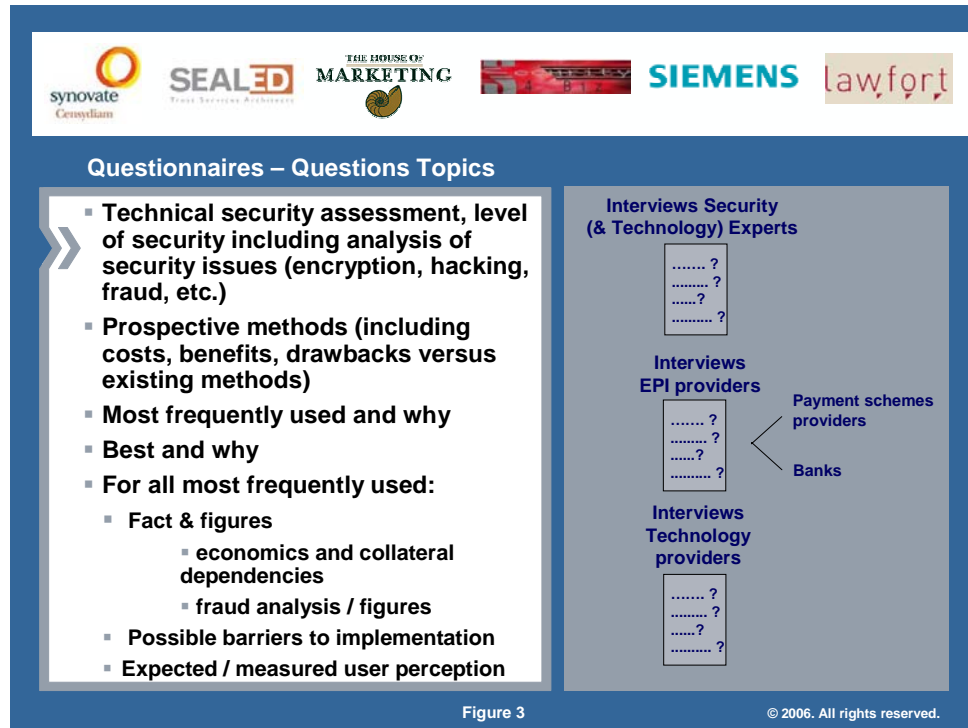 synovate
Censydiam
SEALED
Trust Services Architects
THE HOUSE OF
MARKETING
SIEMENS
lawfort
Questionnaires – Questions Topics
Technical security assessment, level
of security including analysis of
security issues (encryption, hacking,
fraud, etc.)
Prospective methods (including
costs, benefits, drawbacks versus
existing methods)
Most frequently used and why
Best and why
For all most frequently used:
Fact & figures
economics and collateral
dependencies
fraud analysis / figures
Possible barriers to implementation
Expected / measured user perception
Interviews Security
(& Technology) Experts
....... ?
......... ?
......?
.......... ?
Interviews
EPI providers
....... ?
......... ?
......?
.......... ?
Payment schemes
providers
Banks
Interviews
Technology
providers
....... ?
......... ?
......?
.......... ?
Figure 3
© 2006. All rights reserved.